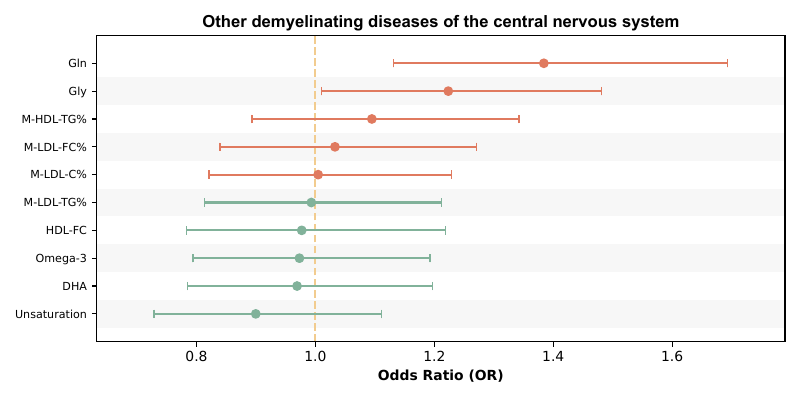 Other demyelinating diseases of the central nervous system
Gln
Gly
M-HDL-TG%
M-LDL-FC%
M-LDL-C%
M-LDL-TG%
HDL-FC
Omega-3
DHA
Unsaturation
0.8 1.0 1.2 1.4 1.6
Odds Ratio (OR)